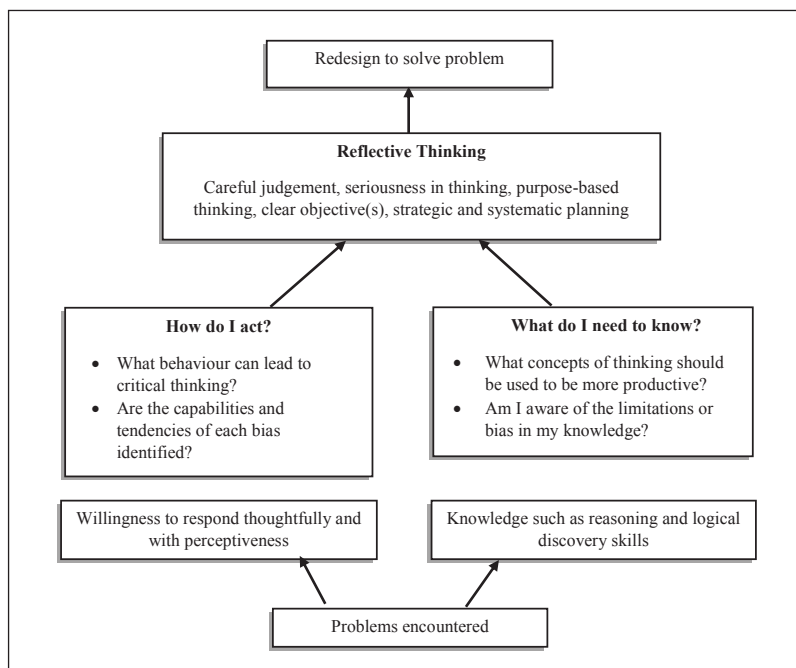 Redesign to solve problem
Reflective Thinking
Careful judgement, seriousness in thinking, purpose-based
thinking, clear objective(s), strategic and systematic planning
How do I act?
• What behaviour can lead to
critical thinking?
• Are the capabilities and
tendencies of each bias
identified?
What do I need to know?
• What concepts of thinking should
be used to be more productive?
• Am I aware of the limitations or
bias in my knowledge?
Willingness to respond thoughtfully and
with perceptiveness
Knowledge such as reasoning and logical
discovery skills
Problems encountered